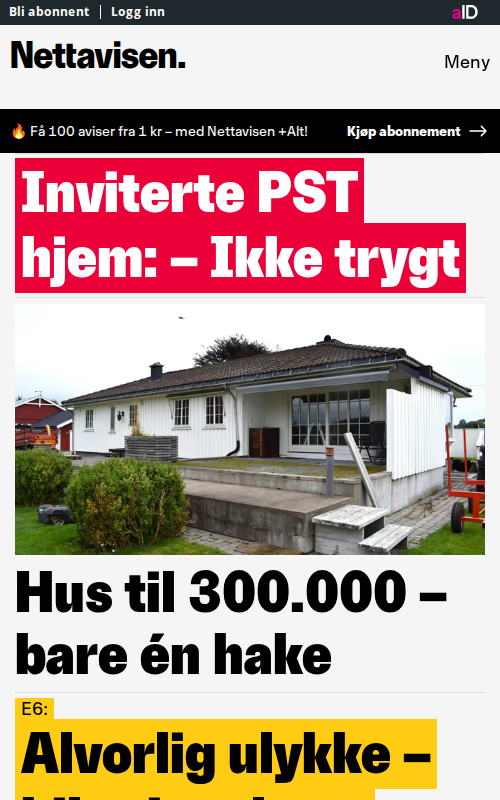 Bli abonnent | Logg inn
aID
Nettavisen.
Meny
🔥 Få 100 aviser fra 1 kr – med Nettavisen +Alt!
Kjøp abonnement →
Inviterte PST
hjem: – Ikke trygt
Hus til 300.000 –
bare én hake
E6:
Alvorlig ulykke –